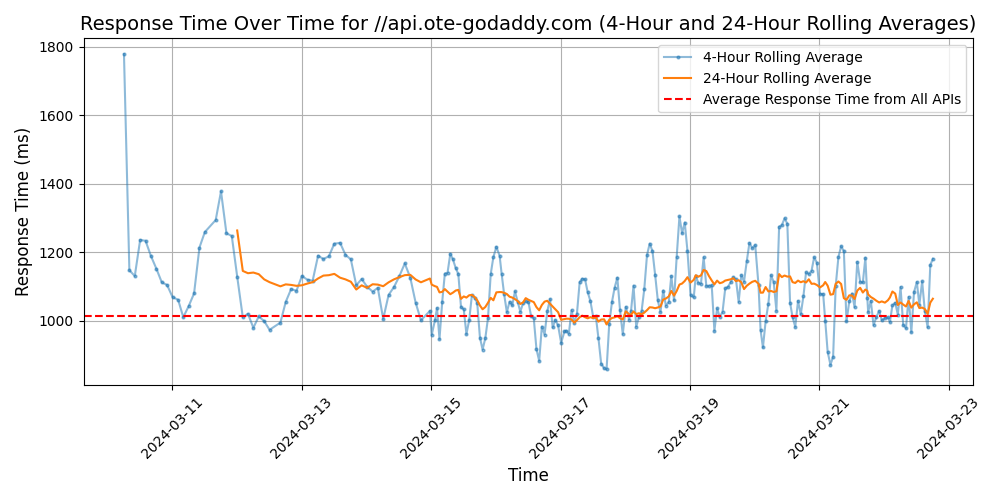 Response Time Over Time for //api.ote-godaddy.com (4-Hour and 24-Hour Rolling Averages)
4-Hour Rolling Average
24-Hour Rolling Average
Average Response Time from All APIs
Response Time (ms)
1800
1600
1400
1200
1000
2024-03-11
2024-03-13
2024-03-15
2024-03-17
2024-03-19
2024-03-21
2024-03-23
Time